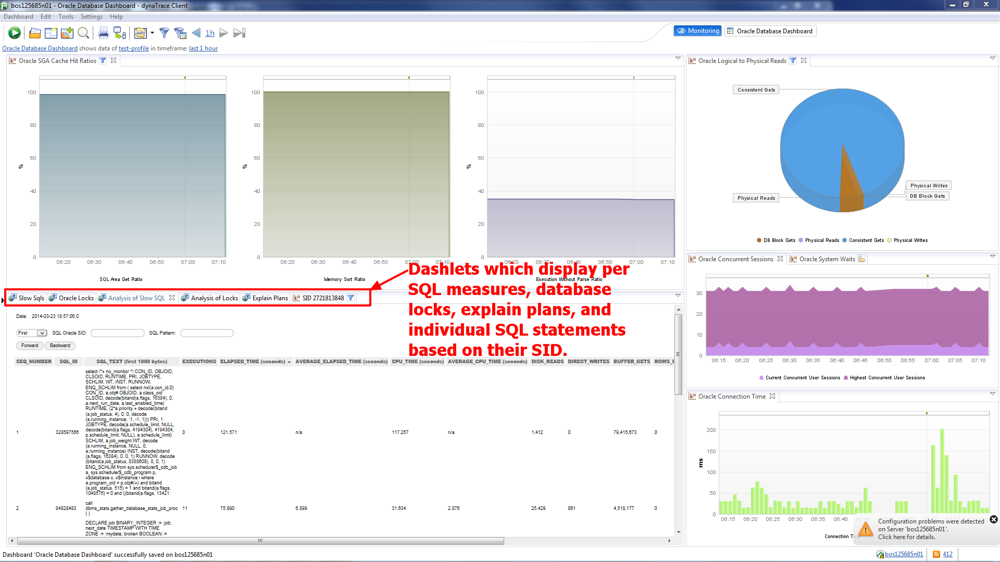 bos125685n01 - Oracle Database Dashboard - dynaTrace Client
Dashboard Edit Tools Settings Help
auto 1h
Monitoring Oracle Database Dashboard
Oracle Database Dashboard shows data of test-profile in timeframe: last 1 hour
Oracle SGA Cache Hit Ratios
100
80
60
40
20
0
%
06:20 06:30 06:40 06:50 07:00 07:10
SQL Area Get Ratio
100
80
60
40
20
0
%
06:20 06:30 06:40 06:50 07:00 07:10
Memory Sort Ratio
100
80
60
40
20
0
%
06:20 06:30 06:40 06:50 07:00 07:10
Execution Without Parse Ratio
Oracle Logical to Physical Reads
Consistent Gets
Physical Writes
DB Block Gets
Physical Reads
DB Block Gets Physical Reads Consistent Gets Physical Writes
Dashlets which display per
SQL measures, database
locks, explain plans, and
individual SQL statements
based on their SID.
Slow Sqls Oracle Locks Analysis of Slow SQL Analysis of Locks Explain Plans SID 2721813848
Date: 2014-03-23 18:57:06.0
First SQL Oracle SID: SQL Pattern:
Forward Backward
SEQ_NUMBER SQL_ID SQL_TEXT (first 1000 bytes) EXECUTIONS ELAPSED_TIME (seconds) AVERAGE_ELAPSED_TIME (seconds) CPU_TIME (seconds) AVERAGE_CPU_TIME (seconds) DISK_READS DIRECT_WRITES BUFFER_GETS
select /*+ no_monitor */ CON_ID, OBJOID,
CLSOID, RUNTIME, PRI, JOBTYPE,
SCHLIM, WT, INST, RUNNOW,
ENQ_SCHLIM from ( select nvl(a.con_id,0)
CON_ID, a.obj# OBJOID, a.class_oid
CLSOID, decode(bitand(a.flags, 16384), 0,
a.next_run_date, a.last_enabled_time)
RUNTIME, (2*a.priority + decode(bitand
(a.job_status, 4), 0, 0, decode
(a.running_instance, :1, -1, 1))) PRI, 1
JOBTYPE, decode(a.schedule_limit, NULL,
decode(bitand(a.flags, 4194304), 4194304,
p.schedule_limit, NULL), a.schedule_limit)
SCHLIM, a.job_weight WT, decode
(a.running_instance, NULL, 0,
a.running_instance) INST, decode(bitand
(a.flags, 16384), 0, 0, 1) RUNNOW, decode
(bitand(a.job_status, 8388608), 0, 0, 1)
ENQ_SCHLIM from sys.scheduler$_cdb_job
a, sys.scheduler$_cdb_program p,
v$database v, v$instance i where
a.program_oid = p.obj#(+) and bitand
(a.job_status, 515) = 1 and bitand(a.flags,
1048576) = 0 and ((bitand(a.flags, 13421
1 328597566 0 121.571 n/a 117.257 n/a 1,412 0 79,415,673 0
call
dbms_stats.gather_database_stats_job_proc
( )
2 84828483 11 75.890 6.899 31.634 2.876 25,429 861 4,518,177 0
DECLARE job BINARY_INTEGER := :job;
next_date TIMESTAMP WITH TIME
ZONE := :mydate; broken BOOLEAN :=
Oracle Concurrent Sessions Oracle System Waits
30
20
10
0
06:15 06:20 06:25 06:30 06:35 06:40 06:45 06:50 06:55 07:00 07:05 07:10
Current Concurrent User Sessions Highest Concurrent User Sessions
Oracle Connection Time
200
150
100
50
0
ms
06:15 06:20 06:25 06:30 06:35 06:40
Connection
Configuration problems were detected
on Server 'bos125685n01'.
Click here for details.
Dashboard 'Oracle Database Dashboard' successfully saved on bos125685n01
bos125685n01 412